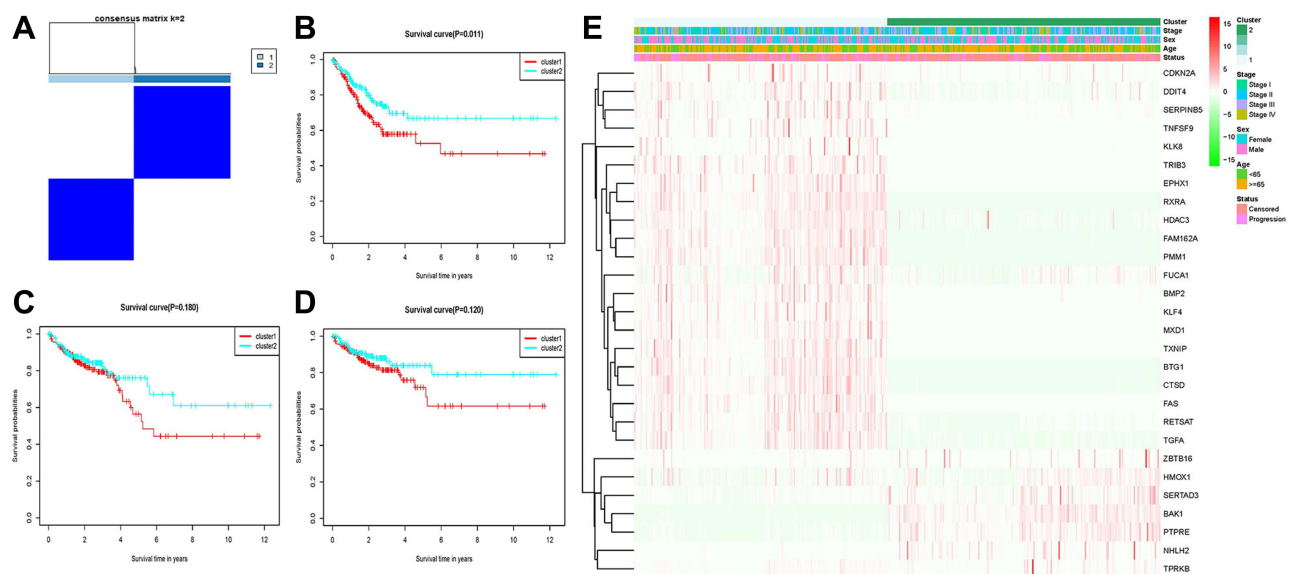 A
consensus matrix k=2
1
2
B
Survival curve(P=0.011)
cluster1
cluster2
Survival probabilities
0.0
0.2
0.4
0.6
0.8
1.0
0 2 4 6 8 10 12
Survival time in years
C
Survival curve(P=0.180)
cluster1
cluster2
Survival probabilities
0.0
0.2
0.4
0.6
0.8
1.0
0 2 4 6 8 10 12
Survival time in years
D
Survival curve(P=0.120)
cluster1
cluster2
Survival probabilities
0.0
0.2
0.4
0.6
0.8
1.0
0 2 4 6 8 10 12
Survival time in years
E
Cluster
Stage
Sex
Age
Status
CDKN2A
DDIT4
SERPINB5
TNFSF9
KLK8
TRIB3
EPHX1
RXRA
HDAC3
FAM162A
PMM1
FUCA1
BMP2
KLF4
MXD1
TXNIP
BTG1
CTSD
FAS
RETSAT
TGFA
ZBTB16
HMOX1
SERTAD3
BAK1
PTPRE
NHLH2
TPRKB
15
10
5
0
−5
−10
−15
Cluster
2
1
Stage
Stage I
Stage II
Stage III
Stage IV
Sex
Female
Male
Age
<65
>=65
Status
Censored
Progression